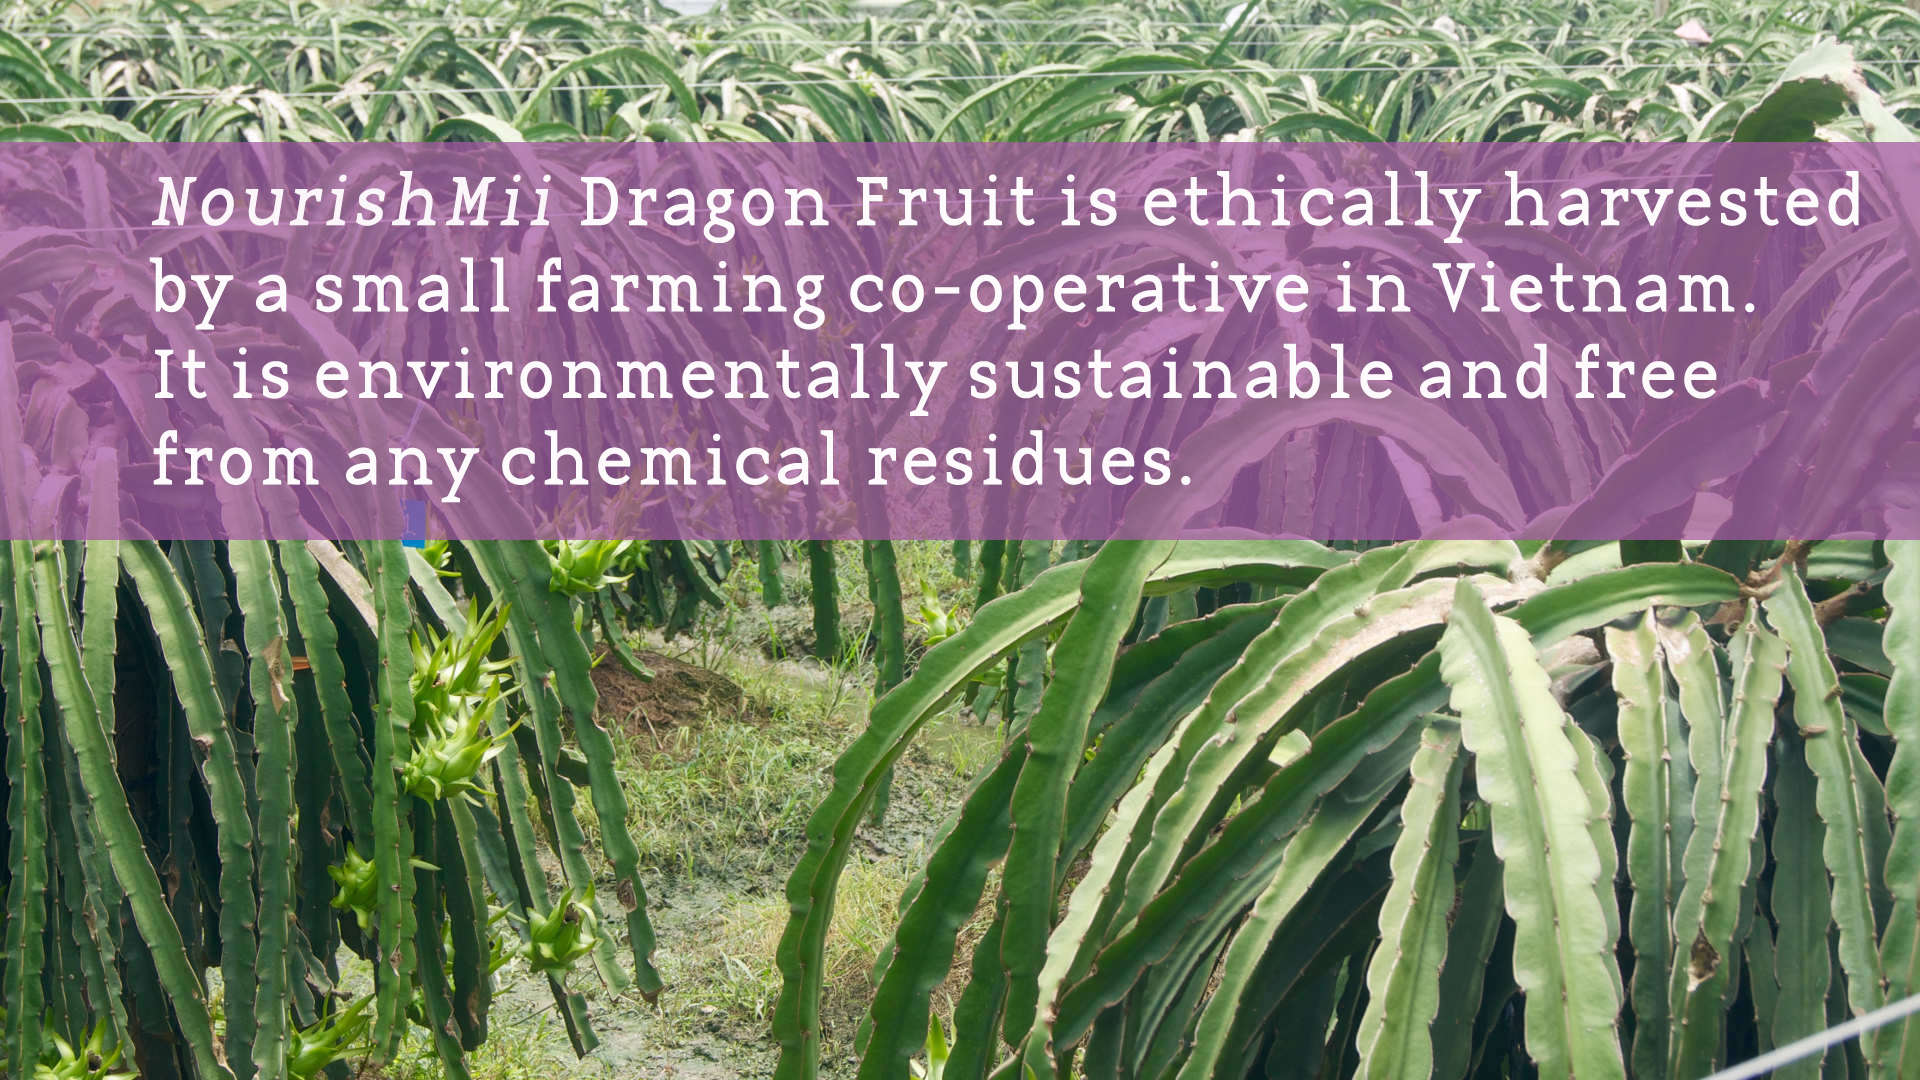 NourishMii Dragon Fruit is ethically harvested
by a small farming co-operative in Vietnam.
It is environmentally sustainable and free
from any chemical residues.